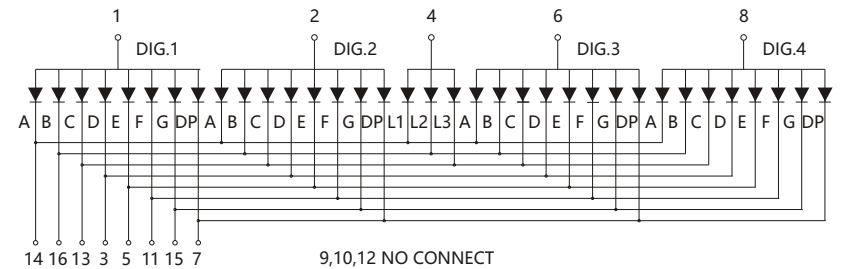 1 2 4 6 8
DIG.1 DIG.2 DIG.3 DIG.4
A B C D E F G DP A B C D E F G DP L1 L2 L3 A B C D E F G DP A B C D E F G DP
14 16 13 3 5 11 15 7 9,10,12 NO CONNECT